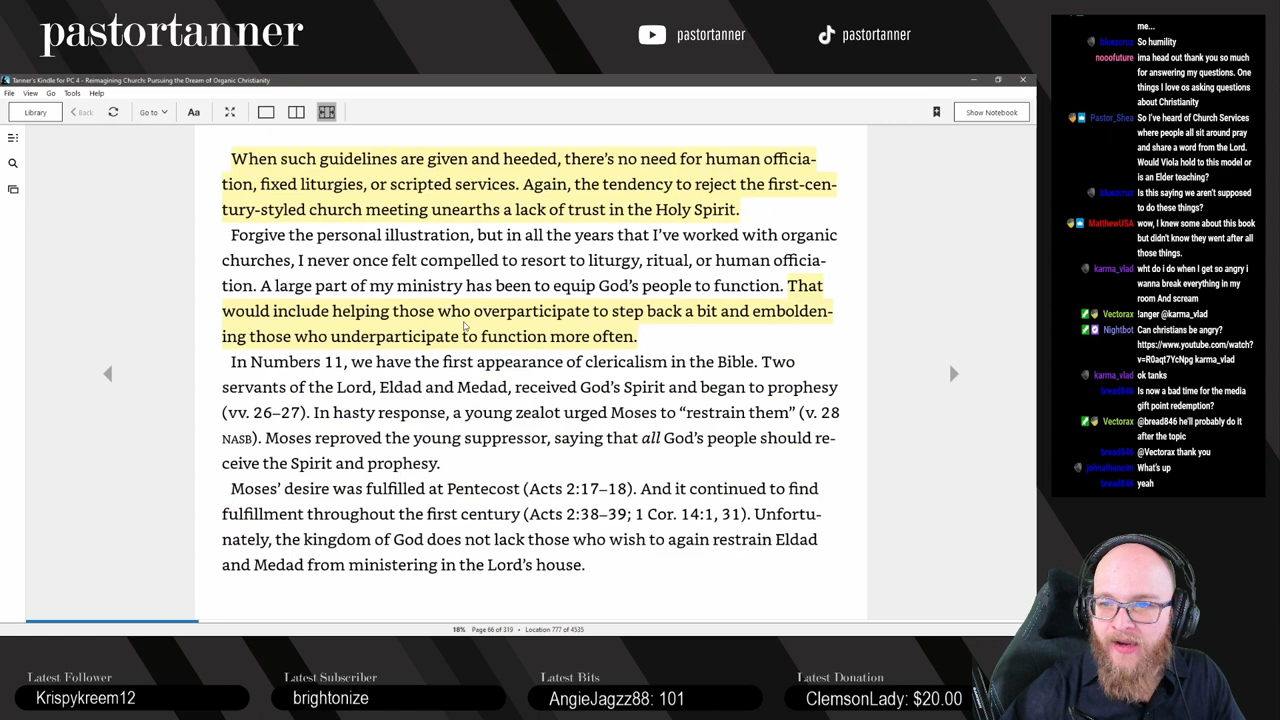 pastortanner
pastortanner
pastortanner
Tanner's Kindle for PC 4 - Reimagining Church: Pursuing the Dream of Organic Christianity
File View Go Tools Help
Library
Back
Go to
Aa
Show Notebook
When such guidelines are given and heeded, there's no need for human officia-
tion, fixed liturgies, or scripted services. Again, the tendency to reject the first-cen-
tury-styled church meeting unearths a lack of trust in the Holy Spirit.
Forgive the personal illustration, but in all the years that I've worked with organic
churches, I never once felt compelled to resort to liturgy, ritual, or human officia-
tion. A large part of my ministry has been to equip God's people to function. That
would include helping those who overparticipate to step back a bit and embolden-
ing those who underparticipate to function more often.
In Numbers 11, we have the first appearance of clericalism in the Bible. Two
servants of the Lord, Eldad and Medad, received God's Spirit and began to prophesy
(vv. 26–27). In hasty response, a young zealot urged Moses to “restrain them” (v. 28
NASB). Moses reproved the young suppressor, saying that all God's people should re-
ceive the Spirit and prophesy.
Moses' desire was fulfilled at Pentecost (Acts 2:17–18). And it continued to find
fulfillment throughout the first century (Acts 2:38–39; 1 Cor. 14:1, 31). Unfortu-
nately, the kingdom of God does not lack those who wish to again restrain Eldad
and Medad from ministering in the Lord's house.
18% Page 66 of 319 • Location 777 of 4535
me...
So humility
nooofuture ima head out thank you so much
for answering my questions. One
things I love os asking questions
about Christianity
Pastor_Shea So I've heard of Church Services
where people all sit around pray
and share a word from the Lord.
Would Viola hold to this model or
is an Elder teaching?
Is this saying we aren't supposed
to do these things?
MatthewUSA wow, I knew some about this book
but didn't know they went after all
those things.
karma_vlad wht do i do when I get so angry i
wanna break everything in my
room And scream
Vectorax !anger @karma_vlad
Nightbot Can christians be angry?
https://www.youtube.com/watch?
v=R0aqt7YcNpg karma_vlad
karma_vlad ok tanks
bread846 Is now a bad time for the media
gift point redemption?
Vectorax @bread846 he'll probably do it
after the topic
bread846 @Vectorax thank you
What's up
bread846 yeah
Latest Follower
Krispykreem12
Latest Subscriber
brightonize
Latest Bits
AngieJagzz88: 101
Latest Donation
ClemsonLady: $20.00